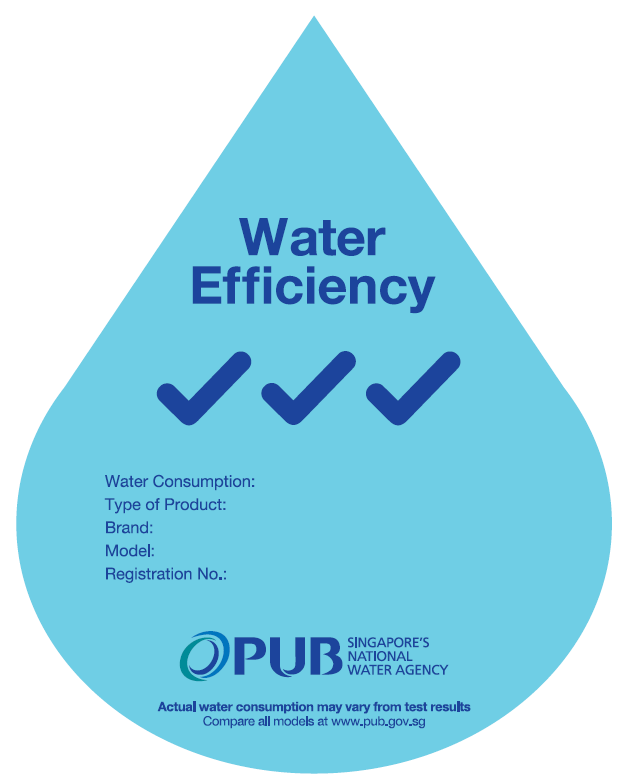 Water
Efficiency
Water Consumption:
Type of Product:
Brand:
Model:
Registration No.:
PUB SINGAPORE'S
NATIONAL
WATER AGENCY
Actual water consumption may vary from test results
Compare all models at www.pub.gov.sg